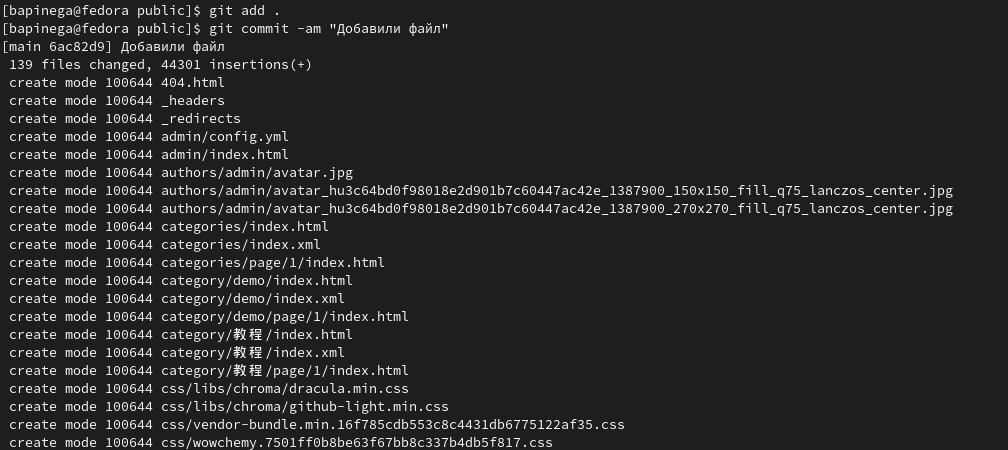 [bapinega@fedora public]$ git add .
[bapinega@fedora public]$ git commit -am "Добавили файл"
[main 6ac82d9] Добавили файл
 139 files changed, 44301 insertions(+)
 create mode 100644 404.html
 create mode 100644 _headers
 create mode 100644 _redirects
 create mode 100644 admin/config.yml
 create mode 100644 admin/index.html
 create mode 100644 authors/admin/avatar.jpg
 create mode 100644 authors/admin/avatar_hu3c64bd0f98018e2d901b7c60447ac42e_1387900_150x150_fill_q75_lanczos_center.jpg
 create mode 100644 authors/admin/avatar_hu3c64bd0f98018e2d901b7c60447ac42e_1387900_270x270_fill_q75_lanczos_center.jpg
 create mode 100644 categories/index.html
 create mode 100644 categories/index.xml
 create mode 100644 categories/page/1/index.html
 create mode 100644 category/demo/index.html
 create mode 100644 category/demo/index.xml
 create mode 100644 category/demo/page/1/index.html
 create mode 100644 category/教程/index.html
 create mode 100644 category/教程/index.xml
 create mode 100644 category/教程/page/1/index.html
 create mode 100644 css/libs/chroma/dracula.min.css
 create mode 100644 css/libs/chroma/github-light.min.css
 create mode 100644 css/vendor-bundle.min.16f785cdb553c8c4431db6775122af35.css
 create mode 100644 css/wowchemy.7501ff0b8be63f67bb8c337b4db5f817.css